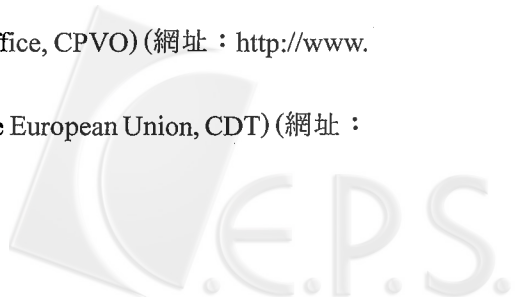 ffice, CPVO) (網址：http://www.
e European Union, CDT) (網址：
C.E.P.S.